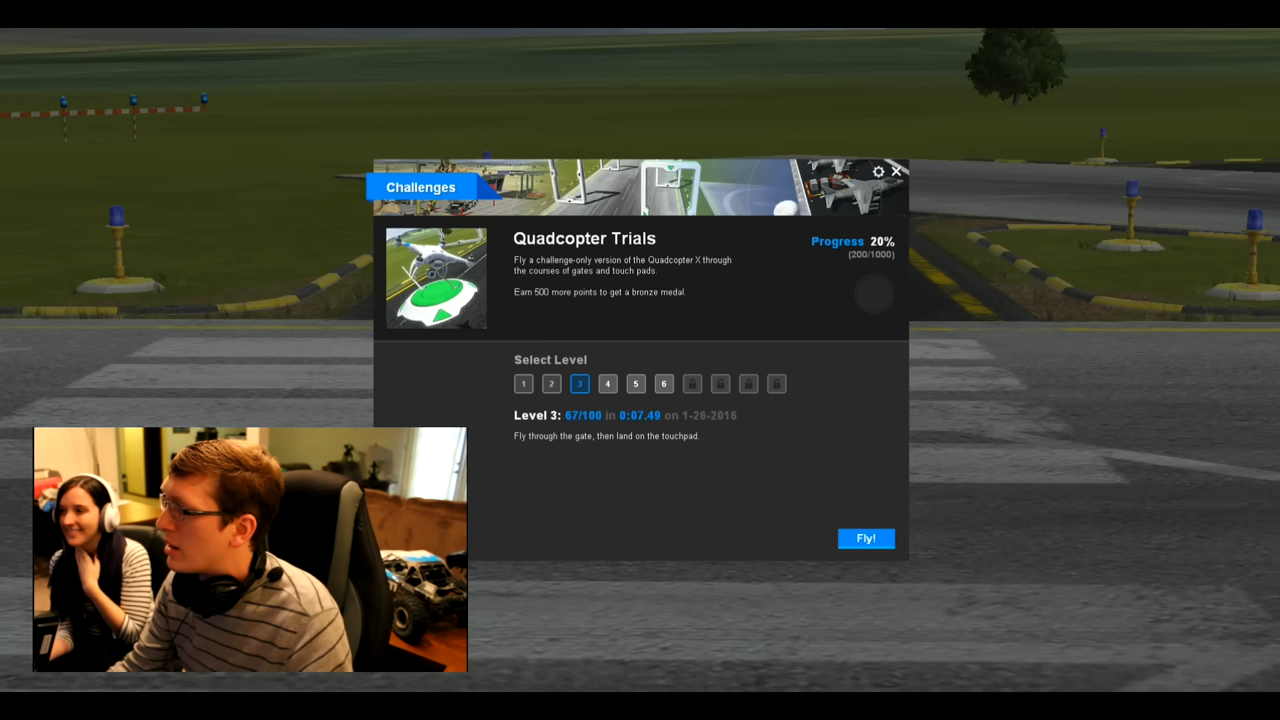 Challenges
Quadcopter Trials
Progress 20%
(200/1000)
Fly a challenge-only version of the Quadcopter X through
the courses of gates and touch pads.
Earn 500 more points to get a bronze medal.
Select Level
1 2 3 4 5 6
Level 3: 67/100 in 0:07.49 on 1-26-2016
Fly through the gate, then land on the touchpad.
Fly!